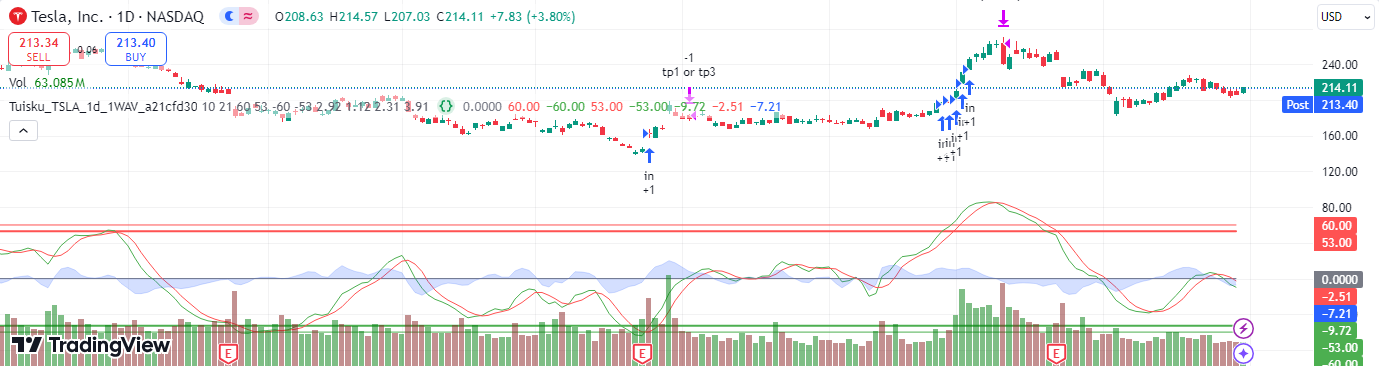 Tesla, Inc. · 1D · NASDAQ O208.63 H214.57 L207.03 C214.11 +7.83 (+3.80%)
USD
213.34
SELL
0.06
213.40
BUY
Vol 63.085M
Tuisku_TSLA_1d_1WAV_a21cfd30 10 21 60 53 -60 -53 2.92 1.12 2.31 3.91 0.0000 60.00 −60.00 53.00 −53.00 −9.72 −2.51 −7.21
-1
tp1 or tp3
in
+1
in
+1
in
+1
+1
240.00
214.11
Post 213.40
160.00
120.00
80.00
60.00
53.00
0.0000
−2.51
−7.21
−9.72
−53.00
−60.00
E
E
E
TradingView